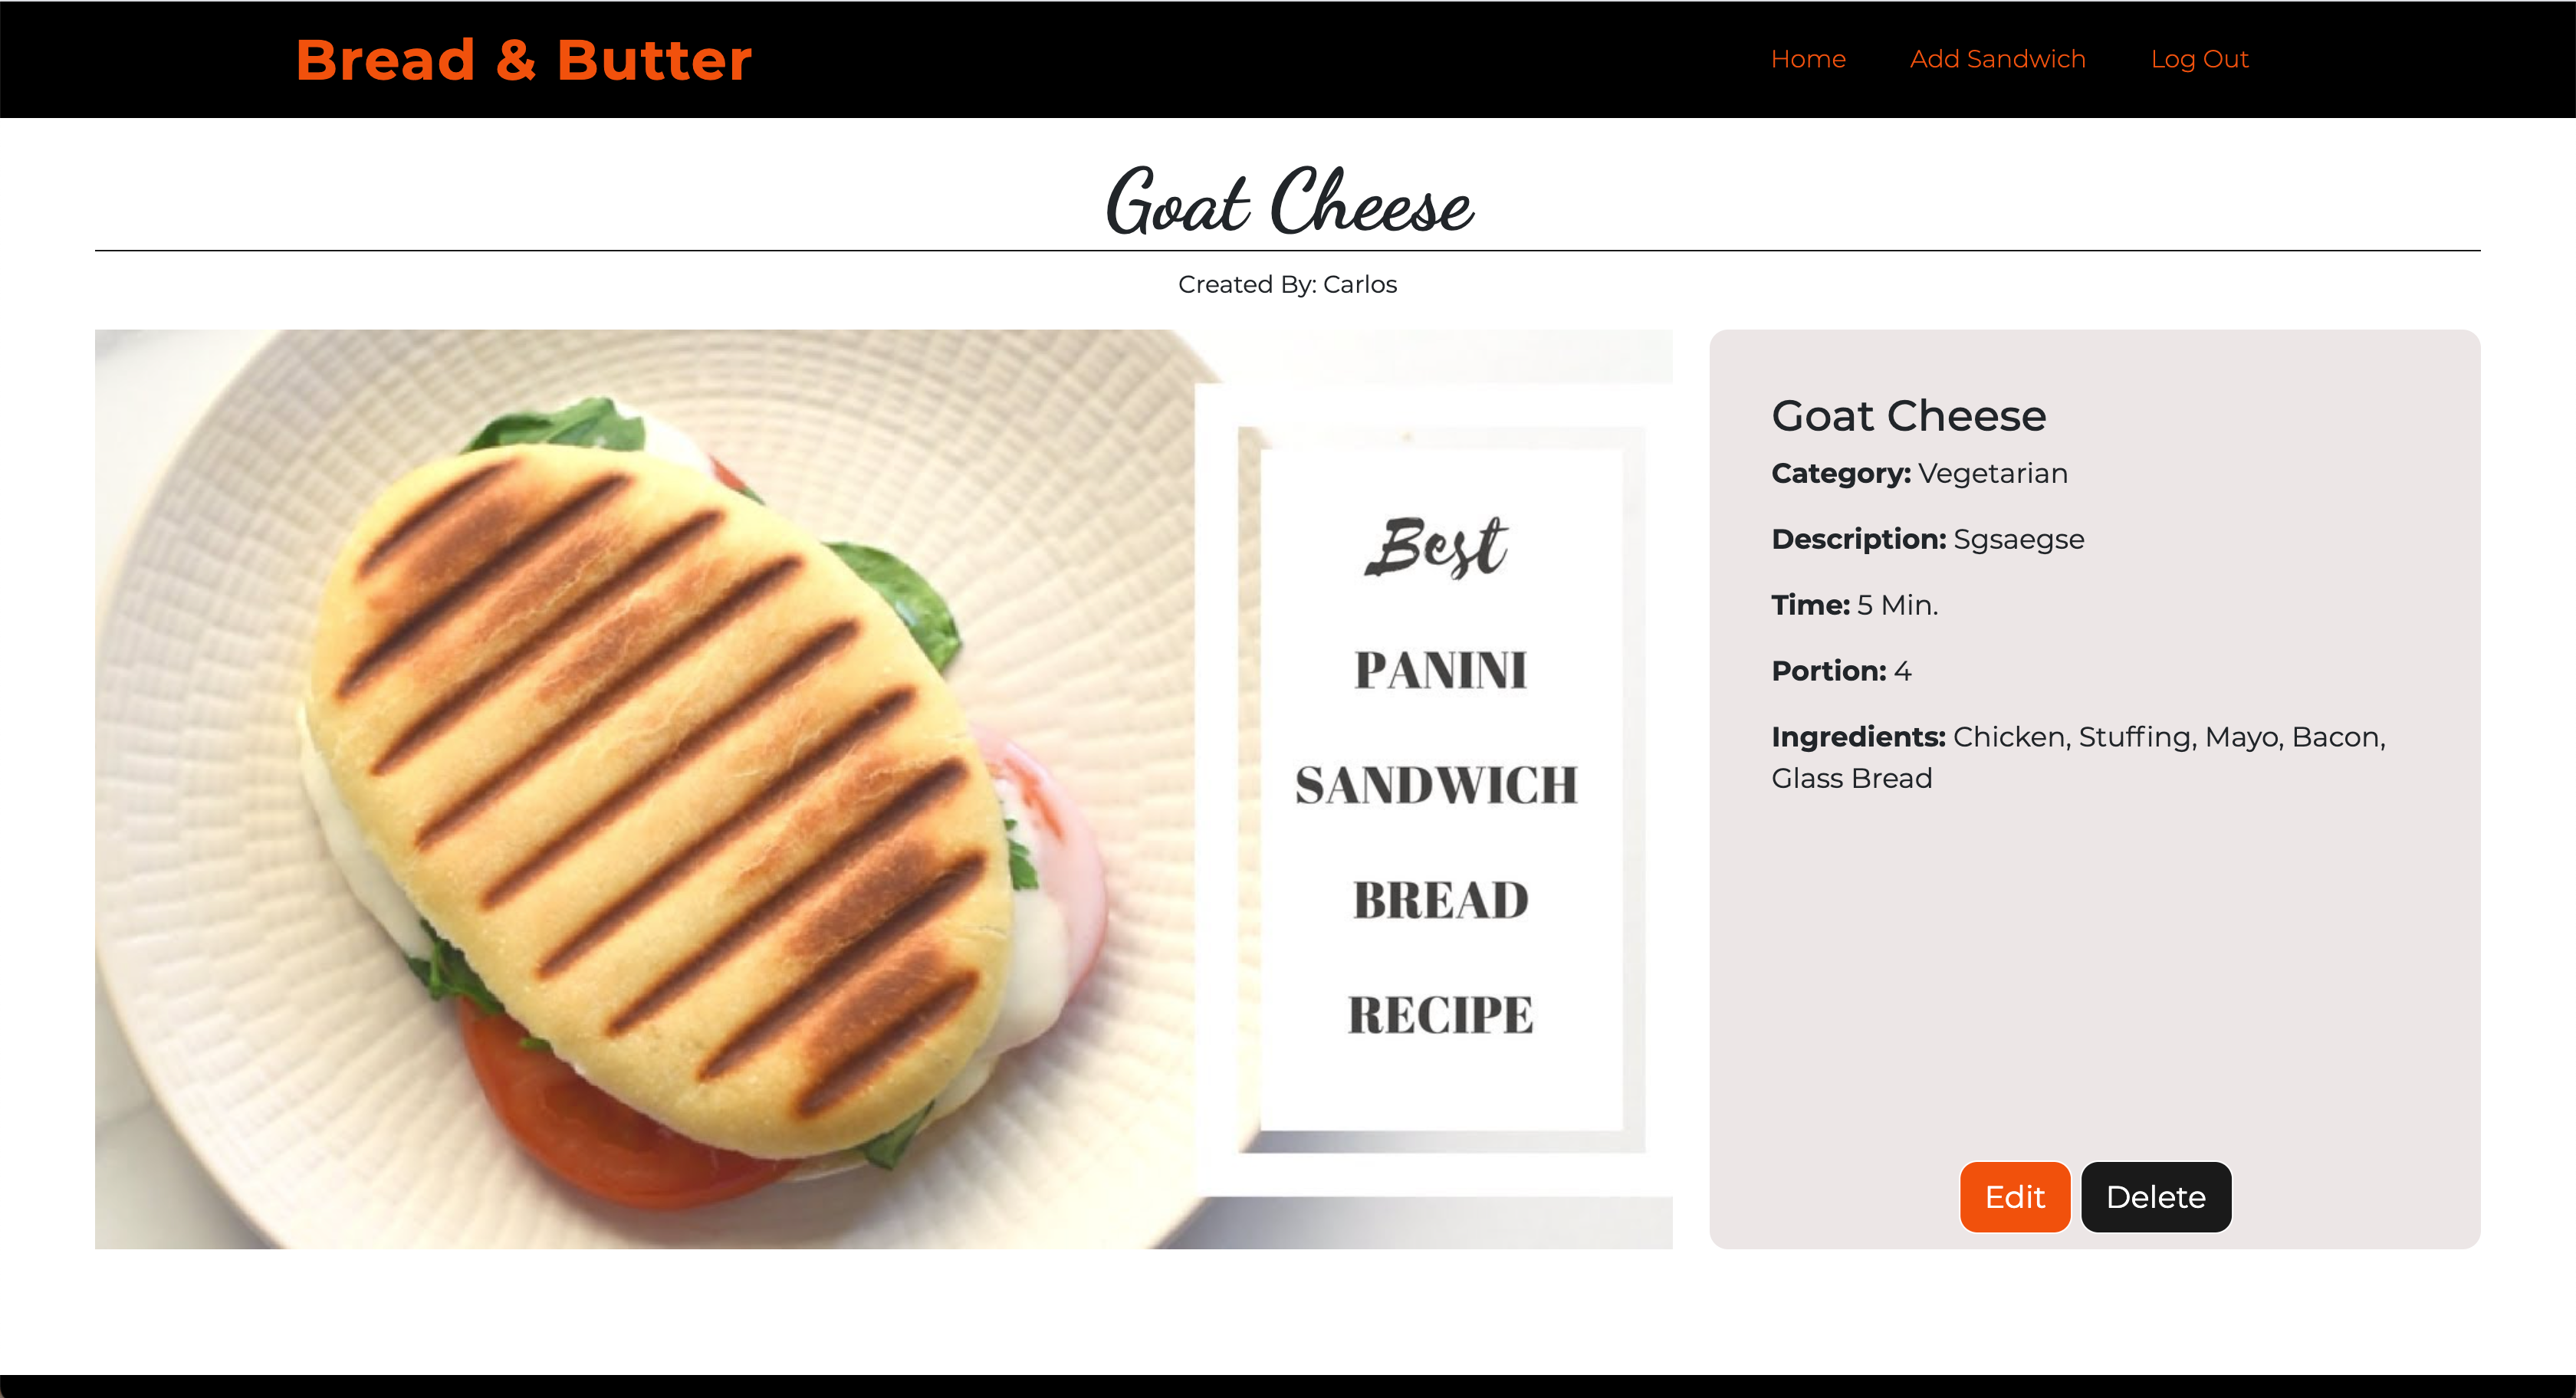 Bread & Butter
Home Add Sandwich Log Out
Goat Cheese
Created By: Carlos
Best
PANINI
SANDWICH
BREAD
RECIPE
Goat Cheese
Category: Vegetarian
Description: Sgsaegse
Time: 5 Min.
Portion: 4
Ingredients: Chicken, Stuffing, Mayo, Bacon,
Glass Bread
Edit Delete